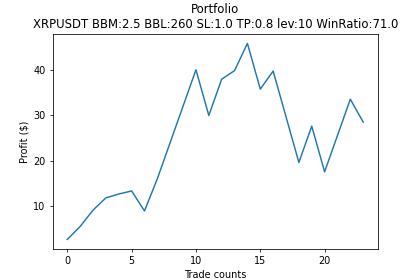 Portfolio
XRPUSDT BBM:2.5 BBL:260 SL:1.0 TP:0.8 lev:10 WinRatio:71.0
40
30
20
10
Profit ($)
0 5 10 15 20
Trade counts